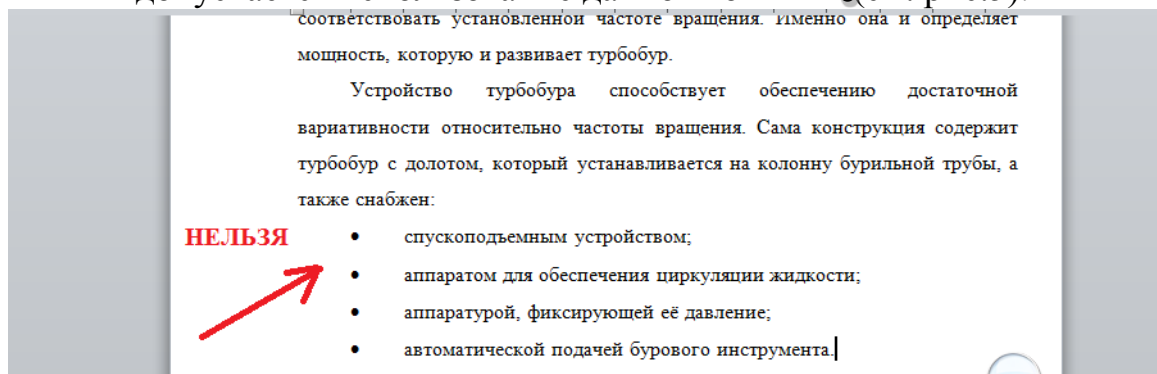 соответствовать установленной частоте вращения. Именно она и определяет
мощность, которую и развивает турбобур.
Устройство турбобура способствует обеспечению достаточной
вариативности относительно частоты вращения. Сама конструкция содержит
турбобур с долотом, который устанавливается на колонну бурильной трубы, а
также снабжен:
НЕЛЬЗЯ • спускоподъемным устройством;
• аппаратом для обеспечения циркуляции жидкости;
• аппаратурой, фиксирующей её давление;
• автоматической подачей бурового инструмента.